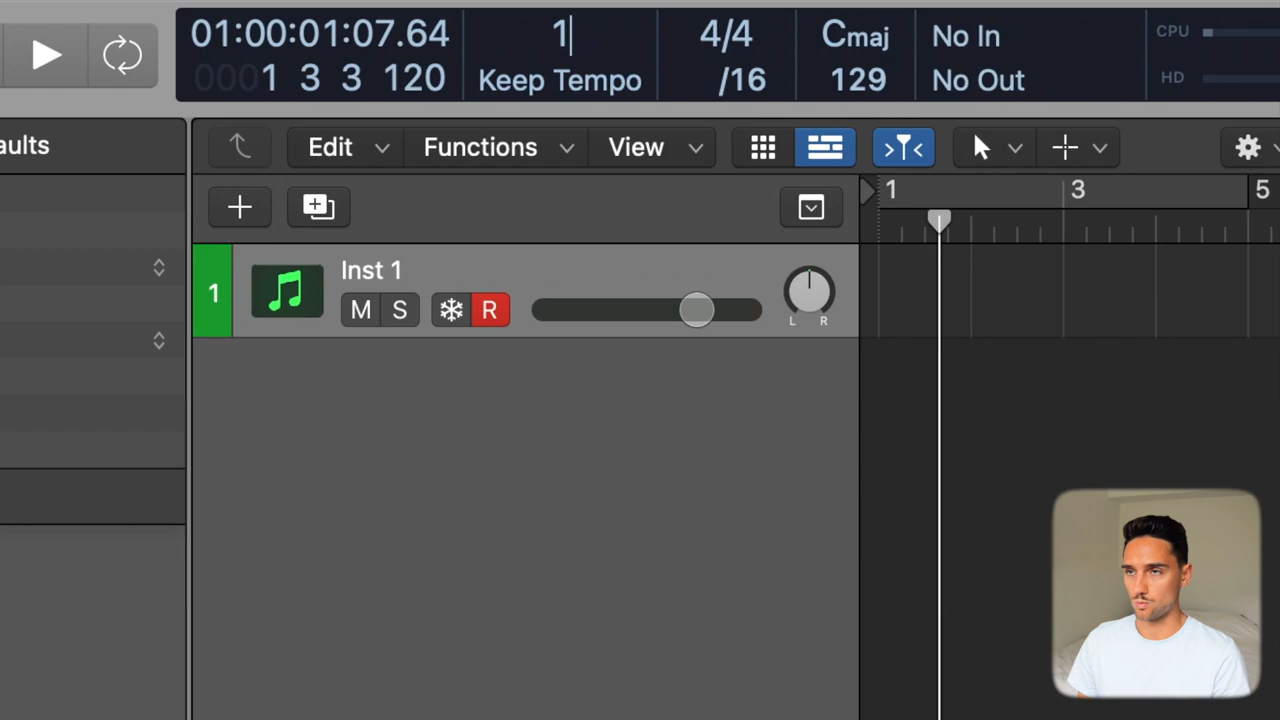 01:00:01:07.64 1 4/4 Cmaj No In CPU
0001 3 3 120 Keep Tempo /16 129 No Out HD
aults Edit Functions View
1 3 5
1 Inst 1
M S R
L R